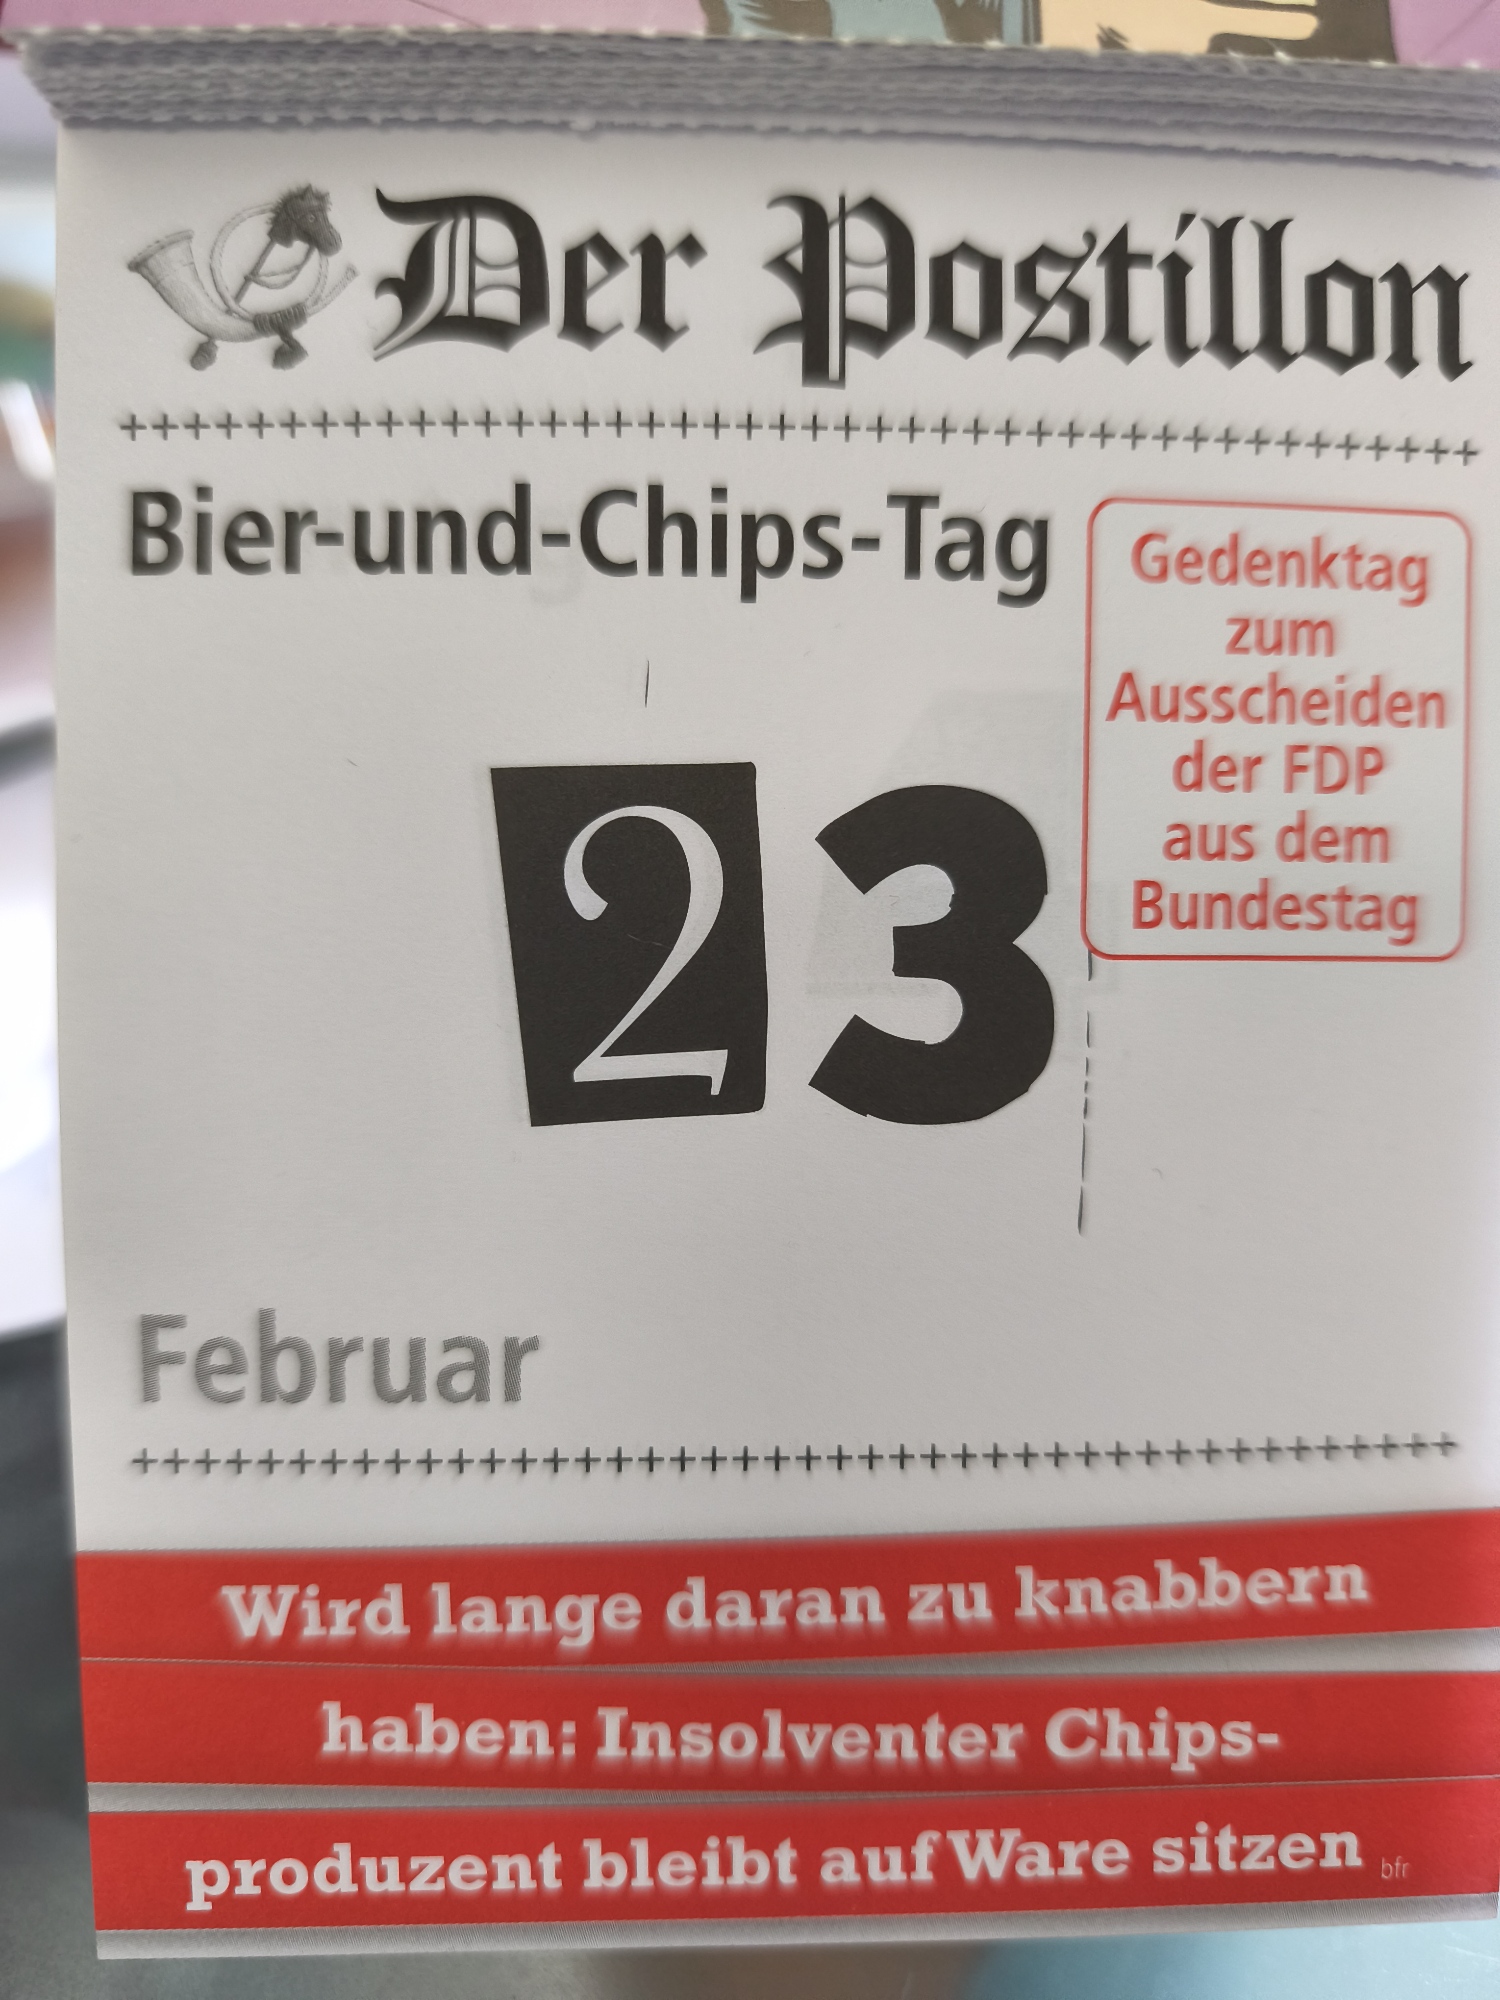 Der Postillon
++++++++++++++++++++++++++++++++++++++++++
Bier-und-Chips-Tag
Gedenktag
zum
Ausscheiden
der FDP
aus dem
Bundestag
23
Februar
++++++++++++++++++++++++++++++++++++++++++
Wird lange daran zu knabbern
haben: Insolventer Chips-
produzent bleibt auf Ware sitzen
bfr